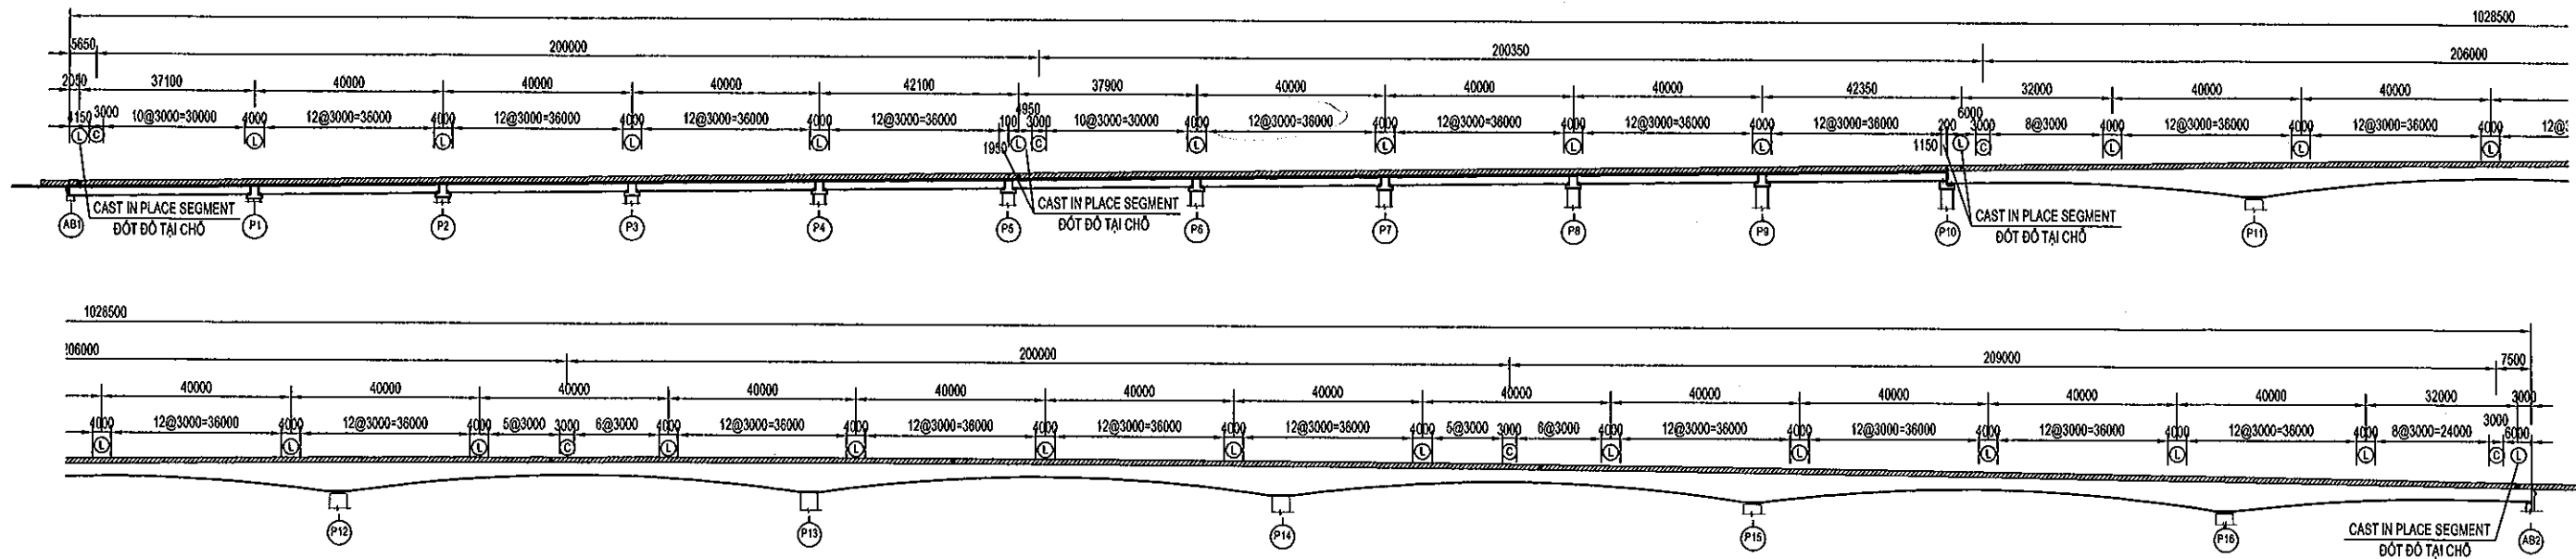 1028500
5650 200000 200350 206000
2050 37100 40000 40000 40000 42100 37900 40000 40000 40000 42350 32000 40000 40000
4150 3000 10@3000=30000 4000 12@3000=36000 4000 12@3000=36000 4000 12@3000=36000 4000 12@3000=36000 100 4950 3000 10@3000=30000 4000 12@3000=36000 4000 12@3000=36000 4000 12@3000=36000 4000 12@3000=36000 200 6000 3000 8@3000 4000 12@3000=36000 4000 12@3000=36000 4000
L C L L L L L C L L L L L C L L L
1950 1150
CAST IN PLACE SEGMENT
ĐỐT ĐỔ TẠI CHỖ
CAST IN PLACE SEGMENT
ĐỐT ĐỔ TẠI CHỖ
CAST IN PLACE SEGMENT
ĐỐT ĐỔ TẠI CHỖ
AB1 P1 P2 P3 P4 P5 P6 P7 P8 P9 P10 P11
1028500
206000 200000 209000 7500
40000 40000 40000 40000 40000 40000 40000 40000 40000 40000 40000 40000 32000 3000
4000 12@3000=36000 4000 12@3000=36000 4000 5@3000 3000 6@3000 4000 12@3000=36000 4000 12@3000=36000 4000 12@3000=36000 4000 12@3000=36000 4000 5@3000 3000 6@3000 4000 12@3000=36000 4000 12@3000=36000 4000 12@3000=36000 4000 12@3000=36000 4000 8@3000=24000 3000 6000
L L L C L L L L L C L L L L L C L
CAST IN PLACE SEGMENT
ĐỐT ĐỔ TẠI CHỖ
P12 P13 P14 P15 P16 AB2